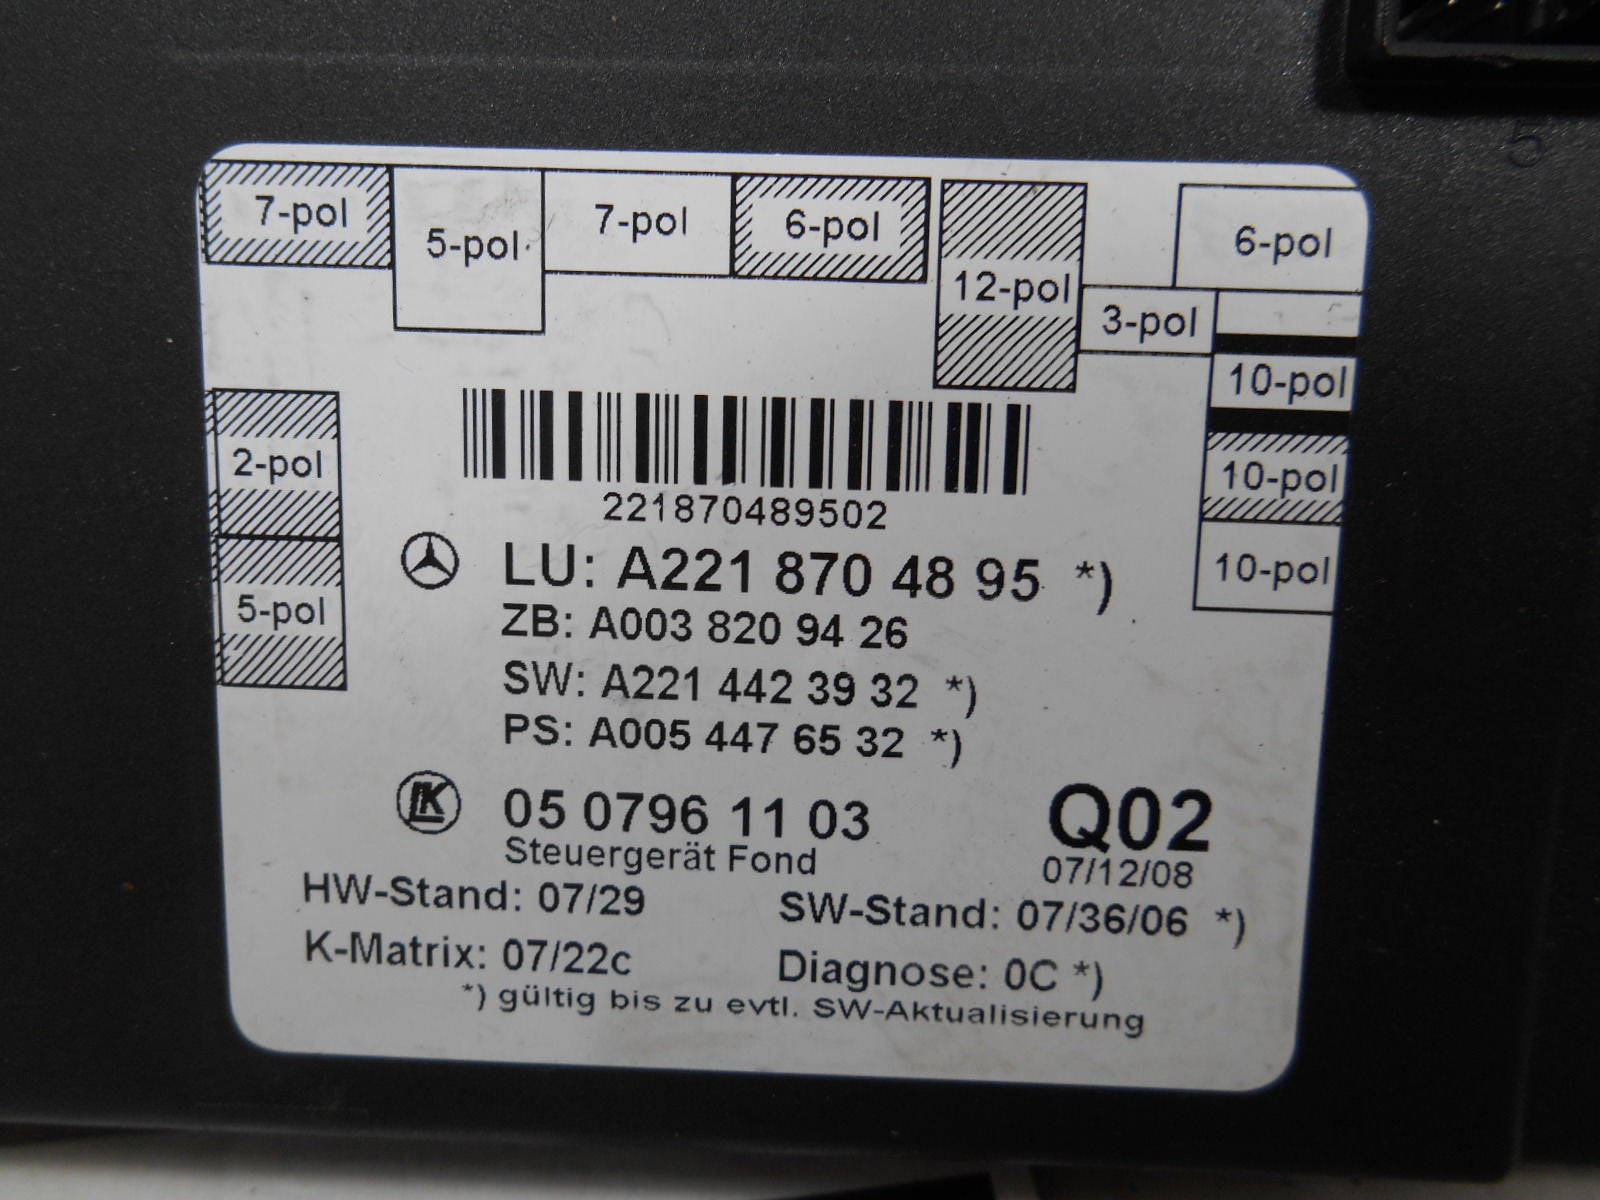 5
7-pol
5-pol
7-pol
6-pol
12-pol
6-pol
3-pol
10-pol
10-pol
10-pol
2-pol
5-pol
221870489502
LU: A221 870 48 95 *)
ZB: A003 820 94 26
SW: A221 442 39 32 *)
PS: A005 447 65 32 *)
LK 05 0796 11 03 Q02
Steuergerät Fond 07/12/08
HW-Stand: 07/29 SW-Stand: 07/36/06 *)
K-Matrix: 07/22c Diagnose: 0C *)
*) gültig bis zu evtl. SW-Aktualisierung